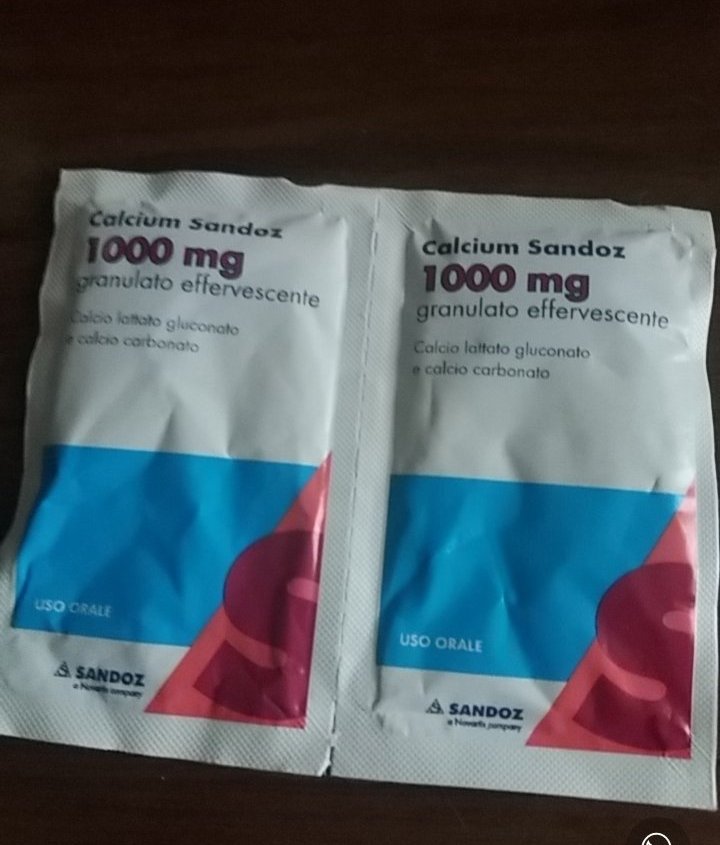 Calcium Sandoz
1000 mg
granulato effervescente
Calcio lattato gluconato
e calcio carbonato
USO ORALE
SANDOZ
a Novartis company
Calcium Sandoz
1000 mg
granulato effervescente
Calcio lattato gluconato
e calcio carbonato
USO ORALE
SANDOZ
a Novartis company